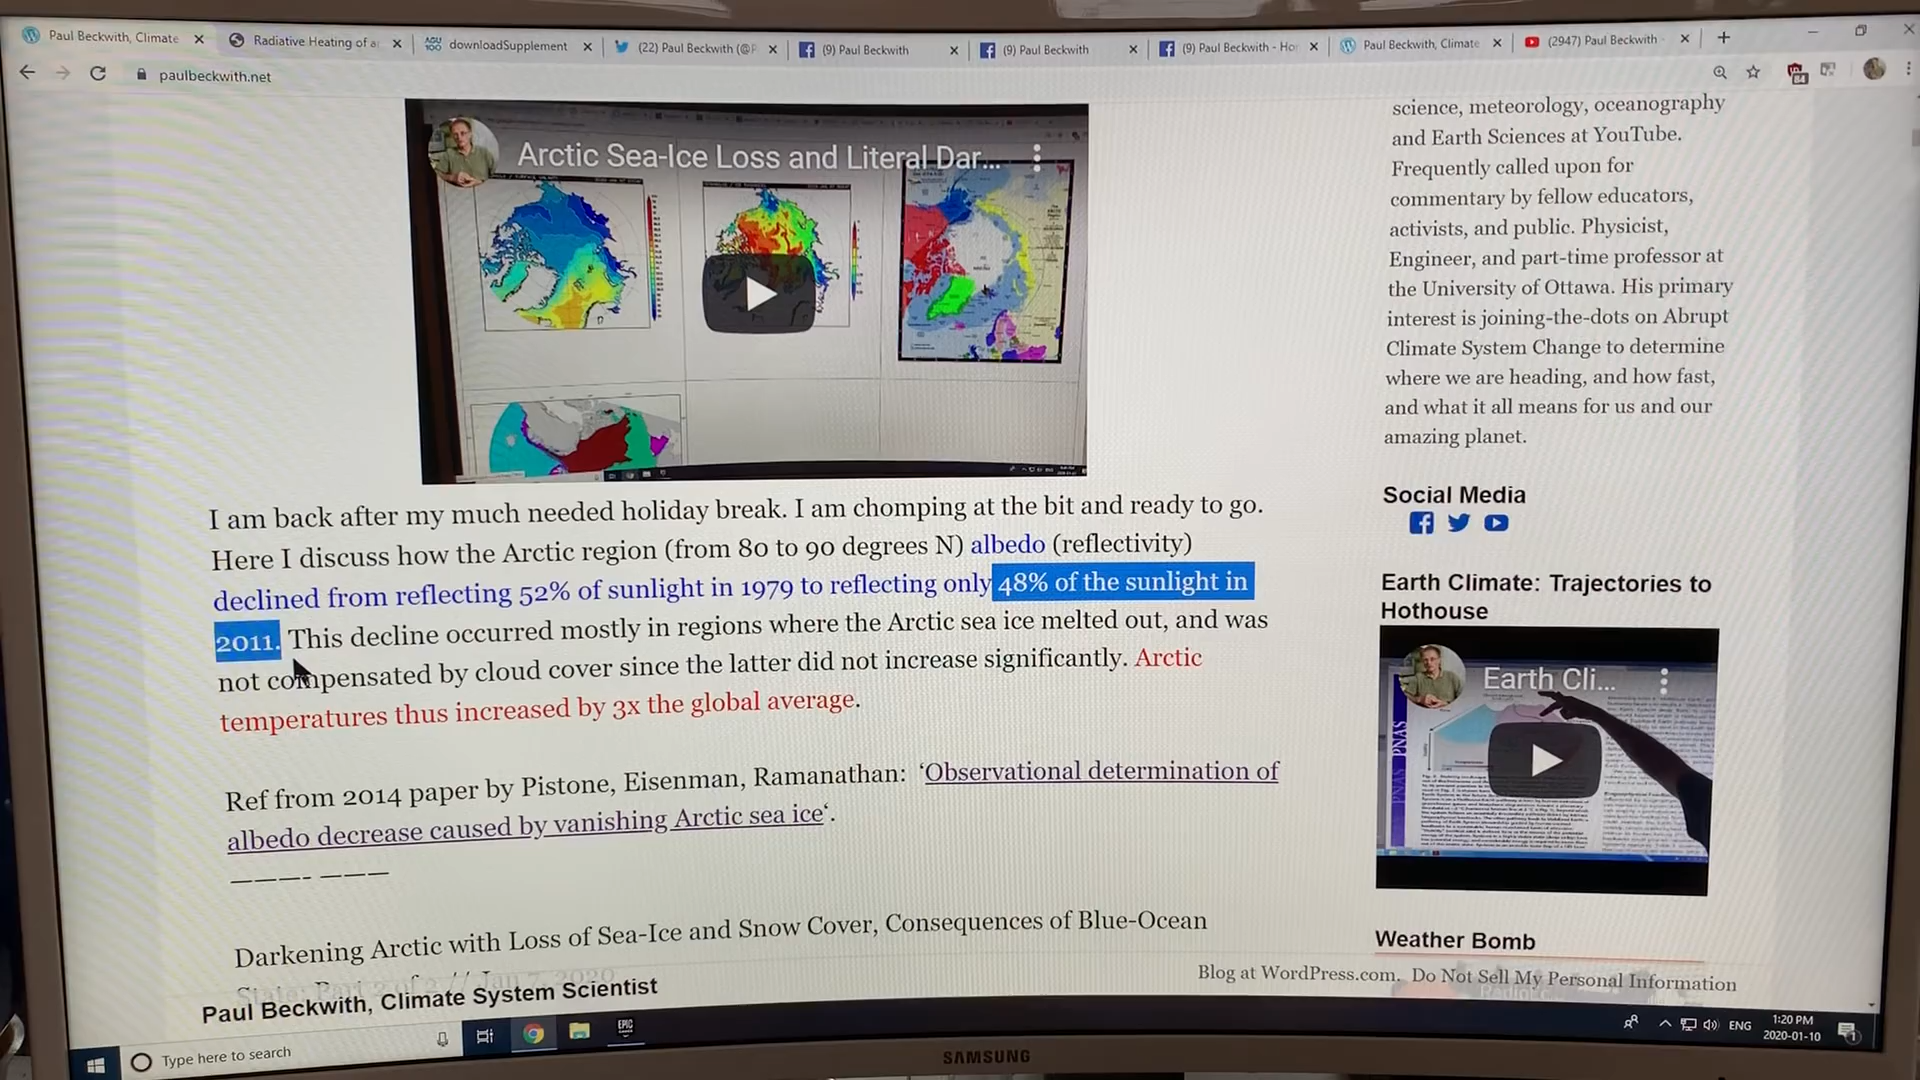 Paul Beckwith, Climate
Radiative Heating of a
AGU 100 downloadSupplement
(22) Paul Beckwith (@P
(9) Paul Beckwith
(9) Paul Beckwith
(9) Paul Beckwith - Ho
Paul Beckwith, Climate
(2947) Paul Beckwith
paulbeckwith.net
Arctic Sea-Ice Loss and Literal Dar...
I am back after my much needed holiday break. I am chomping at the bit and ready to go.
Here I discuss how the Arctic region (from 80 to 90 degrees N) albedo (reflectivity)
declined from reflecting 52% of sunlight in 1979 to reflecting only 48% of the sunlight in
2011. This decline occurred mostly in regions where the Arctic sea ice melted out, and was
not compensated by cloud cover since the latter did not increase significantly. Arctic
temperatures thus increased by 3x the global average.
Ref from 2014 paper by Pistone, Eisenman, Ramanathan: ‘Observational determination of
albedo decrease caused by vanishing Arctic sea ice‘.
———- ———
Darkening Arctic with Loss of Sea-Ice and Snow Cover, Consequences of Blue-Ocean
science, meteorology, oceanography
and Earth Sciences at YouTube.
Frequently called upon for
commentary by fellow educators,
activists, and public. Physicist,
Engineer, and part-time professor at
the University of Ottawa. His primary
interest is joining-the-dots on Abrupt
Climate System Change to determine
where we are heading, and how fast,
and what it all means for us and our
amazing planet.
Social Media
Earth Climate: Trajectories to
Hothouse
Earth Cli...
PNAS PNAS
Weather Bomb
Paul Beckwith, Climate System Scientist
Blog at WordPress.com. Do Not Sell My Personal Information
Type here to search
EPIC
ENG
1:20 PM
2020-01-10
SAMSUNG